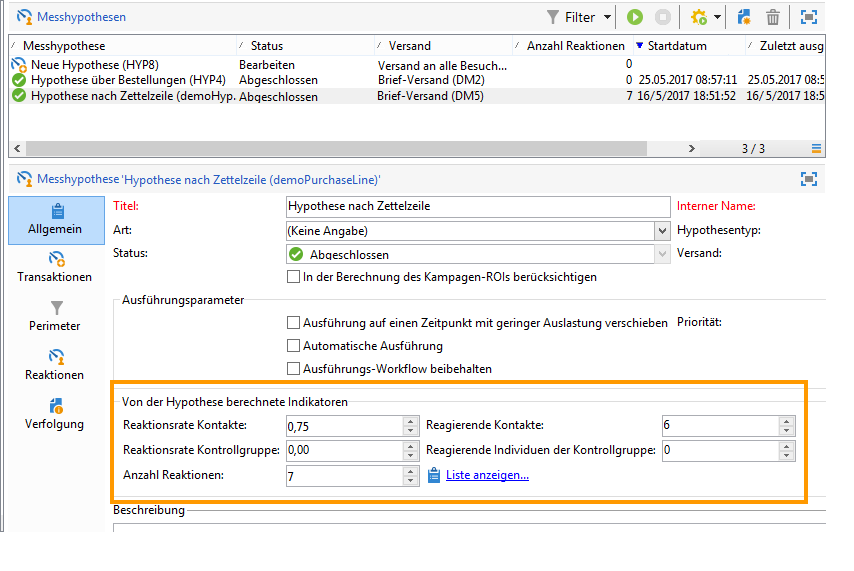 Messhypothesen Filter
Messhypothese Status Versand Anzahl Reaktionen Startdatum Zuletzt ausg
Neue Hypothese (HYP8) Bearbeiten Versand an alle Besuch... 0
Hypothese über Bestellungen (HYP4) Abgeschlossen Brief-Versand (DM2) 0 25.05.2017 08:57:11 25.05.2017 08:5
Hypothese nach Zettelzeile (demoHyp... Abgeschlossen Brief-Versand (DM5) 7 16/5/2017 18:51:52 16/5/2017 18:5
3 / 3
Messhypothese 'Hypothese nach Zettelzeile (demoPurchaseLine)'
Allgemein
Transaktionen
Perimeter
Reaktionen
Verfolgung
Titel: Hypothese nach Zettelzeile Interner Name:
Art: (Keine Angabe) Hypothesentyp:
Status: Abgeschlossen Versand:
In der Berechnung des Kampagen-ROIs berücksichtigen
Ausführungsparameter
Ausführung auf einen Zeitpunkt mit geringer Auslastung verschieben Priorität:
Automatische Ausführung
Ausführungs-Workflow beibehalten
Von der Hypothese berechnete Indikatoren
Reaktionsrate Kontakte: 0,75 Reagierende Kontakte: 6
Reaktionsrate Kontrollgruppe: 0,00 Reagierende Individuen der Kontrollgruppe: 0
Anzahl Reaktionen: 7 Liste anzeigen...
Beschreibung